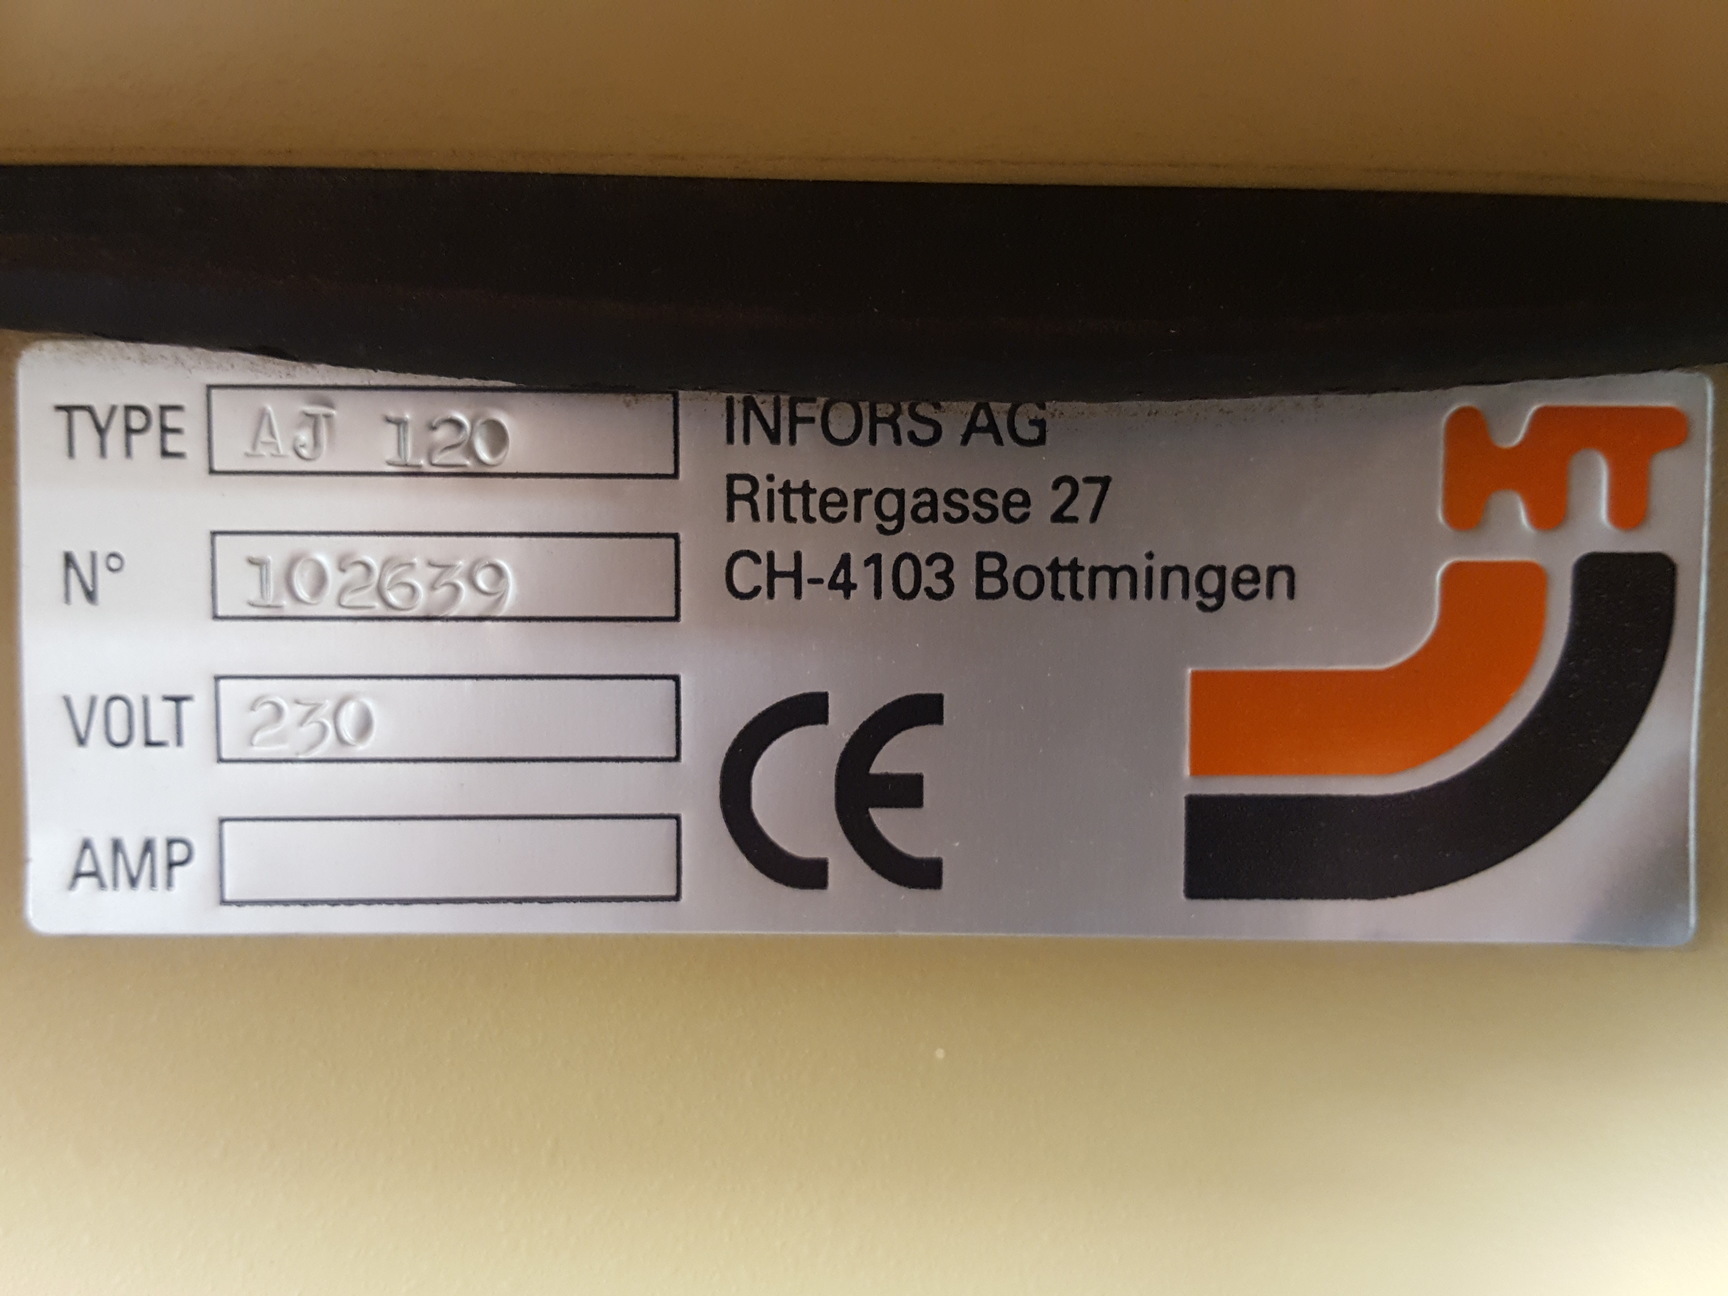 TYPE AJ 120
N° 102639
VOLT 230
AMP
INFORS AG
Rittergasse 27
CH-4103 Bottmingen
CE
HT